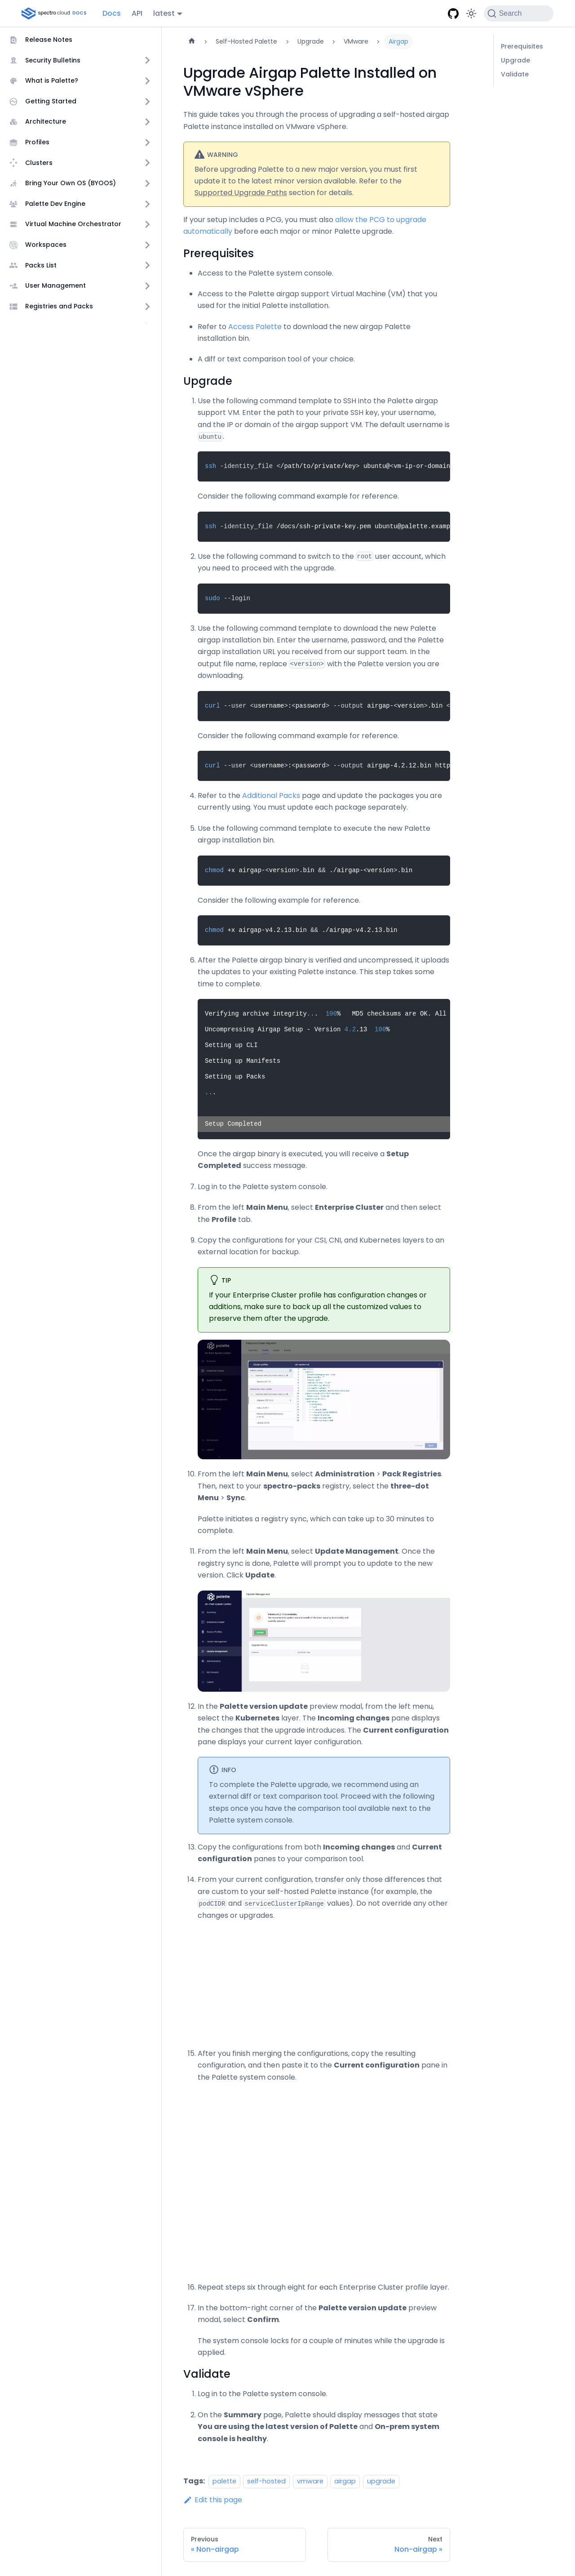 spectro cloud DOCS Docs API latest Search
Release Notes
Security Bulletins
What is Palette?
Getting Started
Architecture
Profiles
Clusters
Bring Your Own OS (BYOOS)
Palette Dev Engine
Virtual Machine Orchestrator
Workspaces
Packs List
User Management
Registries and Packs
Self-Hosted Palette > Upgrade > VMware > Airgap
Prerequisites
Upgrade
Validate
Upgrade Airgap Palette Installed on
VMware vSphere
This guide takes you through the process of upgrading a self-hosted airgap
Palette instance installed on VMware vSphere.
WARNING
Before upgrading Palette to a new major version, you must first
update it to the latest minor version available. Refer to the
Supported Upgrade Paths section for details.
If your setup includes a PCG, you must also allow the PCG to upgrade
automatically before each major or minor Palette upgrade.
Prerequisites
• Access to the Palette system console.
• Access to the Palette airgap support Virtual Machine (VM) that you
used for the initial Palette installation.
• Refer to Access Palette to download the new airgap Palette
installation bin.
• A diff or text comparison tool of your choice.
Upgrade
1. Use the following command template to SSH into the Palette airgap
support VM. Enter the path to your private SSH key, your username,
and the IP or domain of the airgap support VM. The default username is
ubuntu.
ssh -identity_file </path/to/private/key> ubuntu@<vm-ip-or-domain
Consider the following command example for reference.
ssh -identity_file /docs/ssh-private-key.pem ubuntu@palette.examp
2. Use the following command to switch to the root user account, which
you need to proceed with the upgrade.
sudo --login
3. Use the following command template to download the new Palette
airgap installation bin. Enter the username, password, and the Palette
airgap installation URL you received from our support team. In the
output file name, replace <version> with the Palette version you are
downloading.
curl --user <username>:<password> --output airgap-<version>.bin <
Consider the following command example for reference.
curl --user <username>:<password> --output airgap-4.2.12.bin http
4. Refer to the Additional Packs page and update the packages you are
currently using. You must update each package separately.
5. Use the following command template to execute the new Palette
airgap installation bin.
chmod +x airgap-<version>.bin && ./airgap-<version>.bin
Consider the following example for reference.
chmod +x airgap-v4.2.13.bin && ./airgap-v4.2.13.bin
6. After the Palette airgap binary is verified and uncompressed, it uploads
the updates to your existing Palette instance. This step takes some
time to complete.
Verifying archive integrity... 100% MD5 checksums are OK. All
Uncompressing Airgap Setup - Version 4.2.13 100%
Setting up CLI
Setting up Manifests
Setting up Packs
...
Setup Completed
Once the airgap binary is executed, you will receive a Setup
Completed success message.
7. Log in to the Palette system console.
8. From the left Main Menu, select Enterprise Cluster and then select
the Profile tab.
9. Copy the configurations for your CSI, CNI, and Kubernetes layers to an
external location for backup.
TIP
If your Enterprise Cluster profile has configuration changes or
additions, make sure to back up all the customized values to
preserve them after the upgrade.
palette
10. From the left Main Menu, select Administration > Pack Registries.
Then, next to your spectro-packs registry, select the three-dot
Menu > Sync.
Palette initiates a registry sync, which can take up to 30 minutes to
complete.
11. From the left Main Menu, select Update Management. Once the
registry sync is done, Palette will prompt you to update to the new
version. Click Update.
palette
12. In the Palette version update preview modal, from the left menu,
select the Kubernetes layer. The Incoming changes pane displays
the changes that the upgrade introduces. The Current configuration
pane displays your current layer configuration.
INFO
To complete the Palette upgrade, we recommend using an
external diff or text comparison tool. Proceed with the following
steps once you have the comparison tool available next to the
Palette system console.
13. Copy the configurations from both Incoming changes and Current
configuration panes to your comparison tool.
14. From your current configuration, transfer only those differences that
are custom to your self-hosted Palette instance (for example, the
podCIDR and serviceClusterIpRange values). Do not override any other
changes or upgrades.
15. After you finish merging the configurations, copy the resulting
configuration, and then paste it to the Current configuration pane in
the Palette system console.
16. Repeat steps six through eight for each Enterprise Cluster profile layer.
17. In the bottom-right corner of the Palette version update preview
modal, select Confirm.
The system console locks for a couple of minutes while the upgrade is
applied.
Validate
1. Log in to the Palette system console.
2. On the Summary page, Palette should display messages that state
You are using the latest version of Palette and On-prem system
console is healthy.
Tags: palette self-hosted vmware airgap upgrade
Edit this page
Previous
« Non-airgap
Next
Non-airgap »